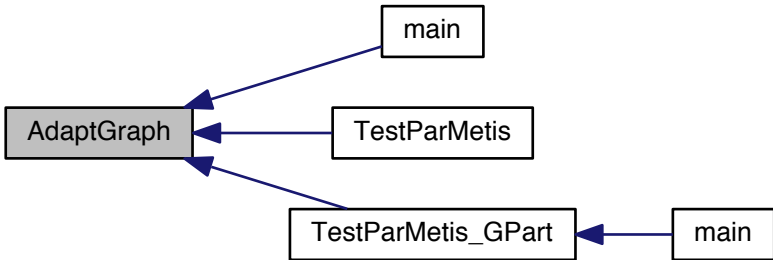 main
AdaptGraph
TestParMetis
TestParMetis_GPart
main